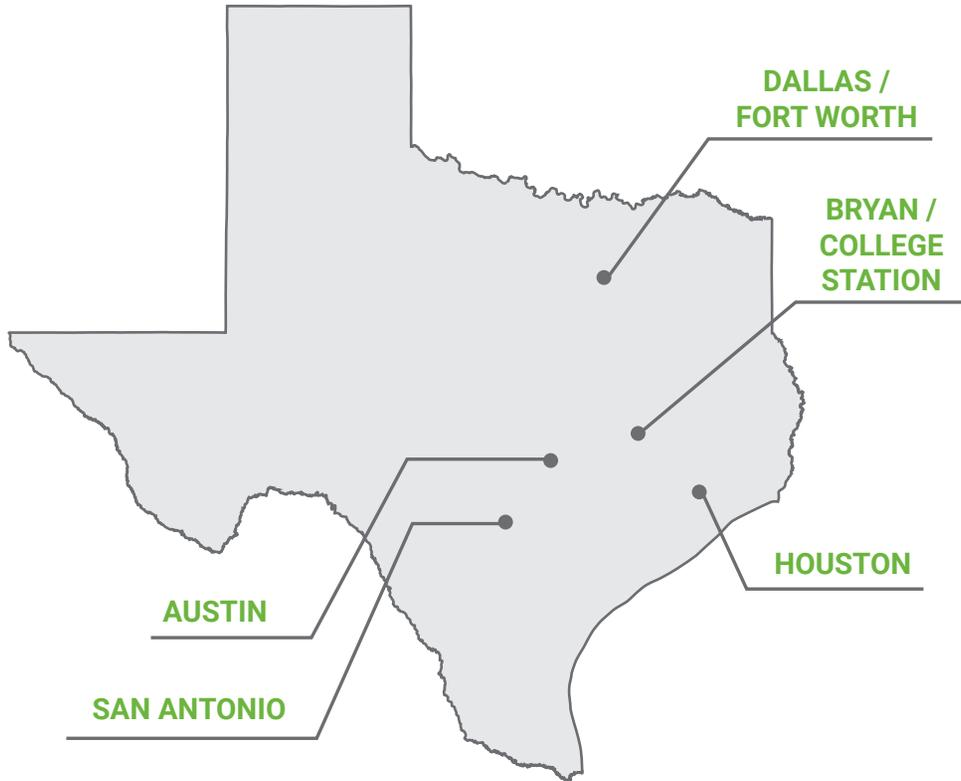 DALLAS /
FORT WORTH
BRYAN /
COLLEGE
STATION
HOUSTON
AUSTIN
SAN ANTONIO